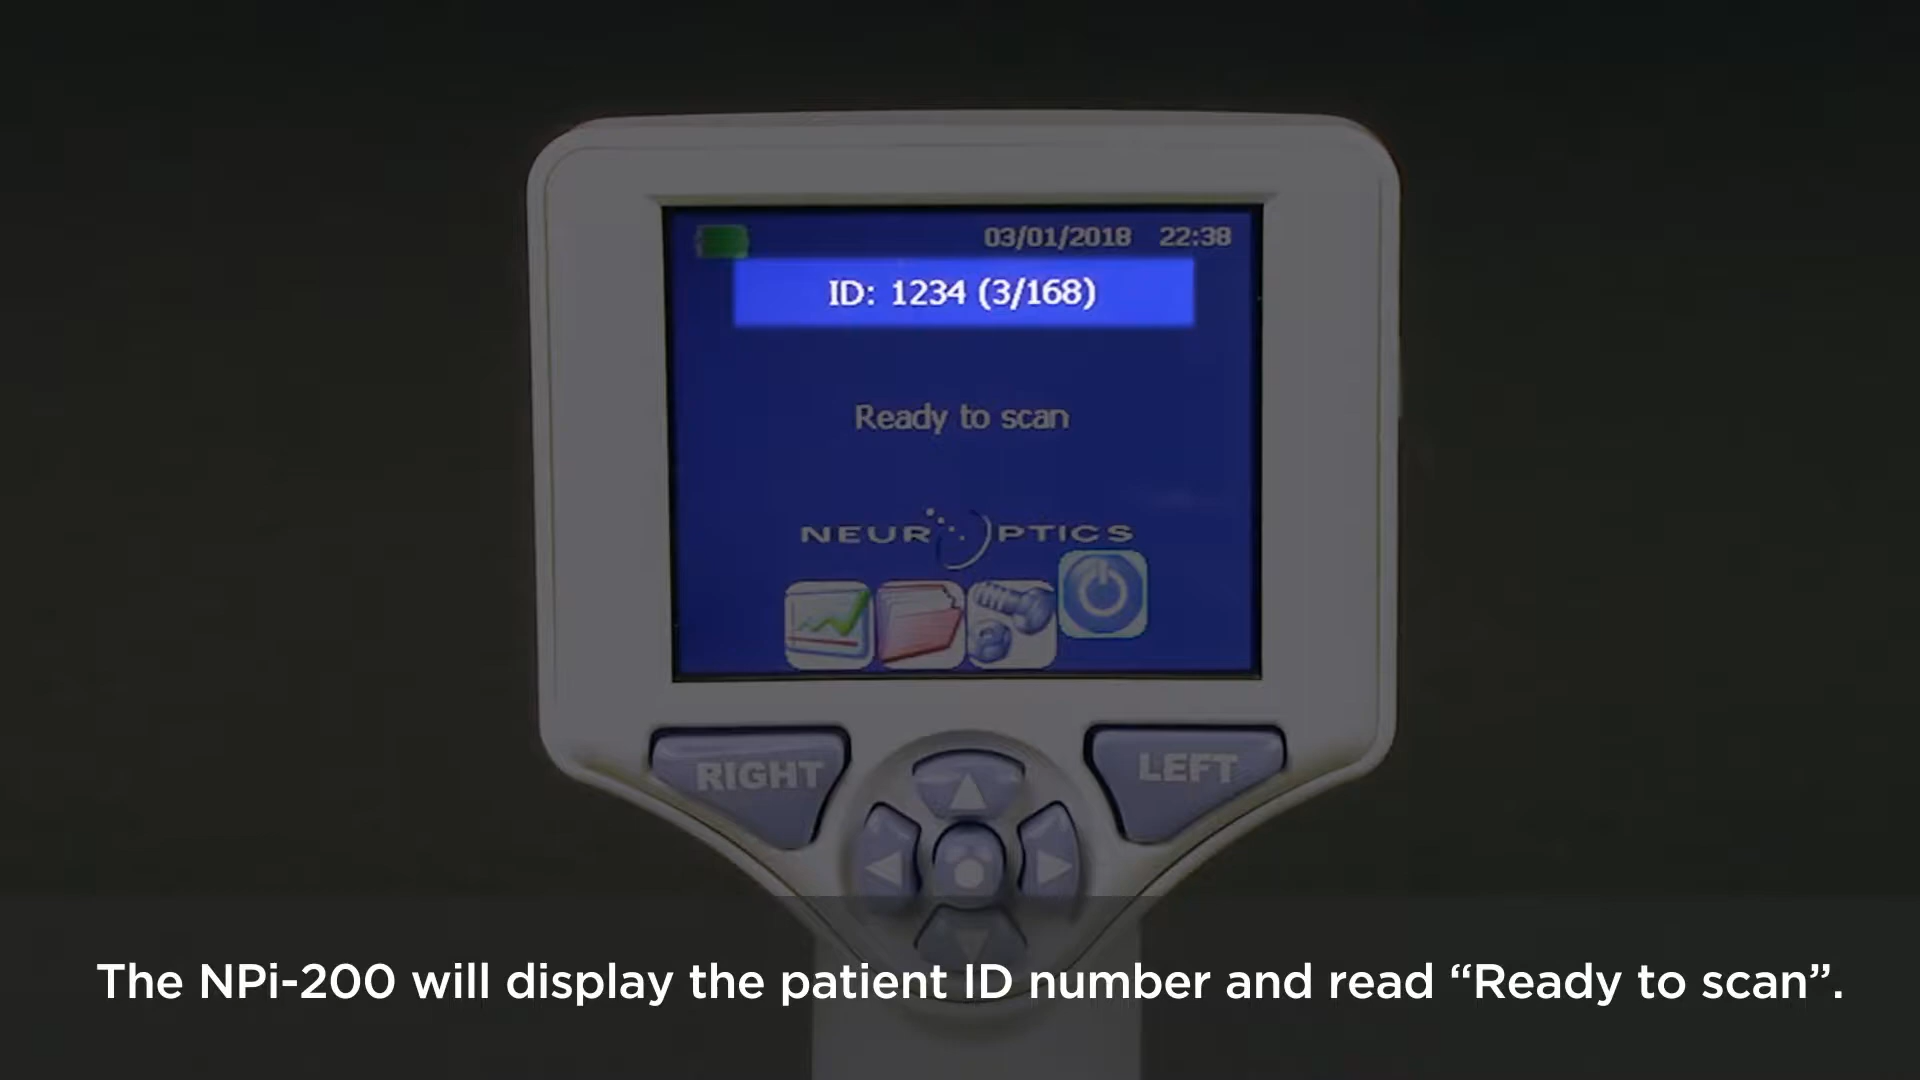 03/01/2018 22:38
ID: 1234 (3/168)
Ready to scan
NEUROPTICS
RIGHT
LEFT
The NPi-200 will display the patient ID number and read “Ready to scan”.